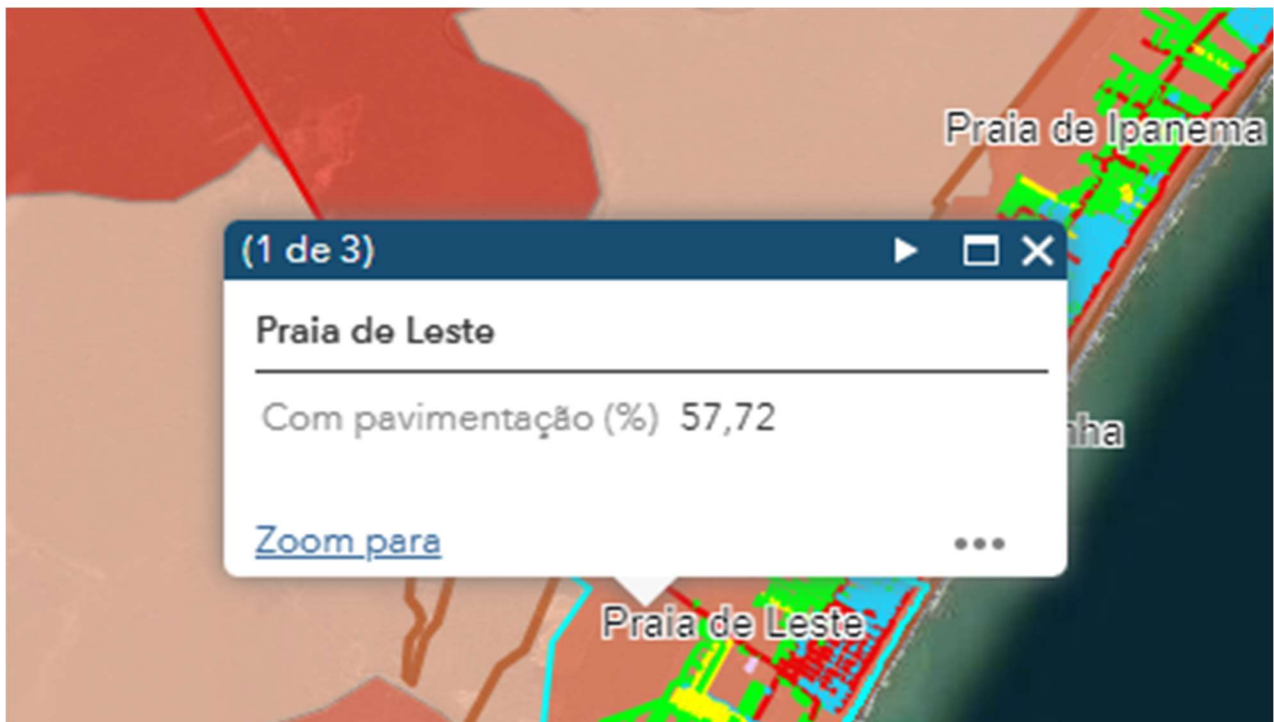 Praia de Ipanema
(1 de 3)
Praia de Leste
Com pavimentação (%) 57,72
Zoom para
Praia de Leste